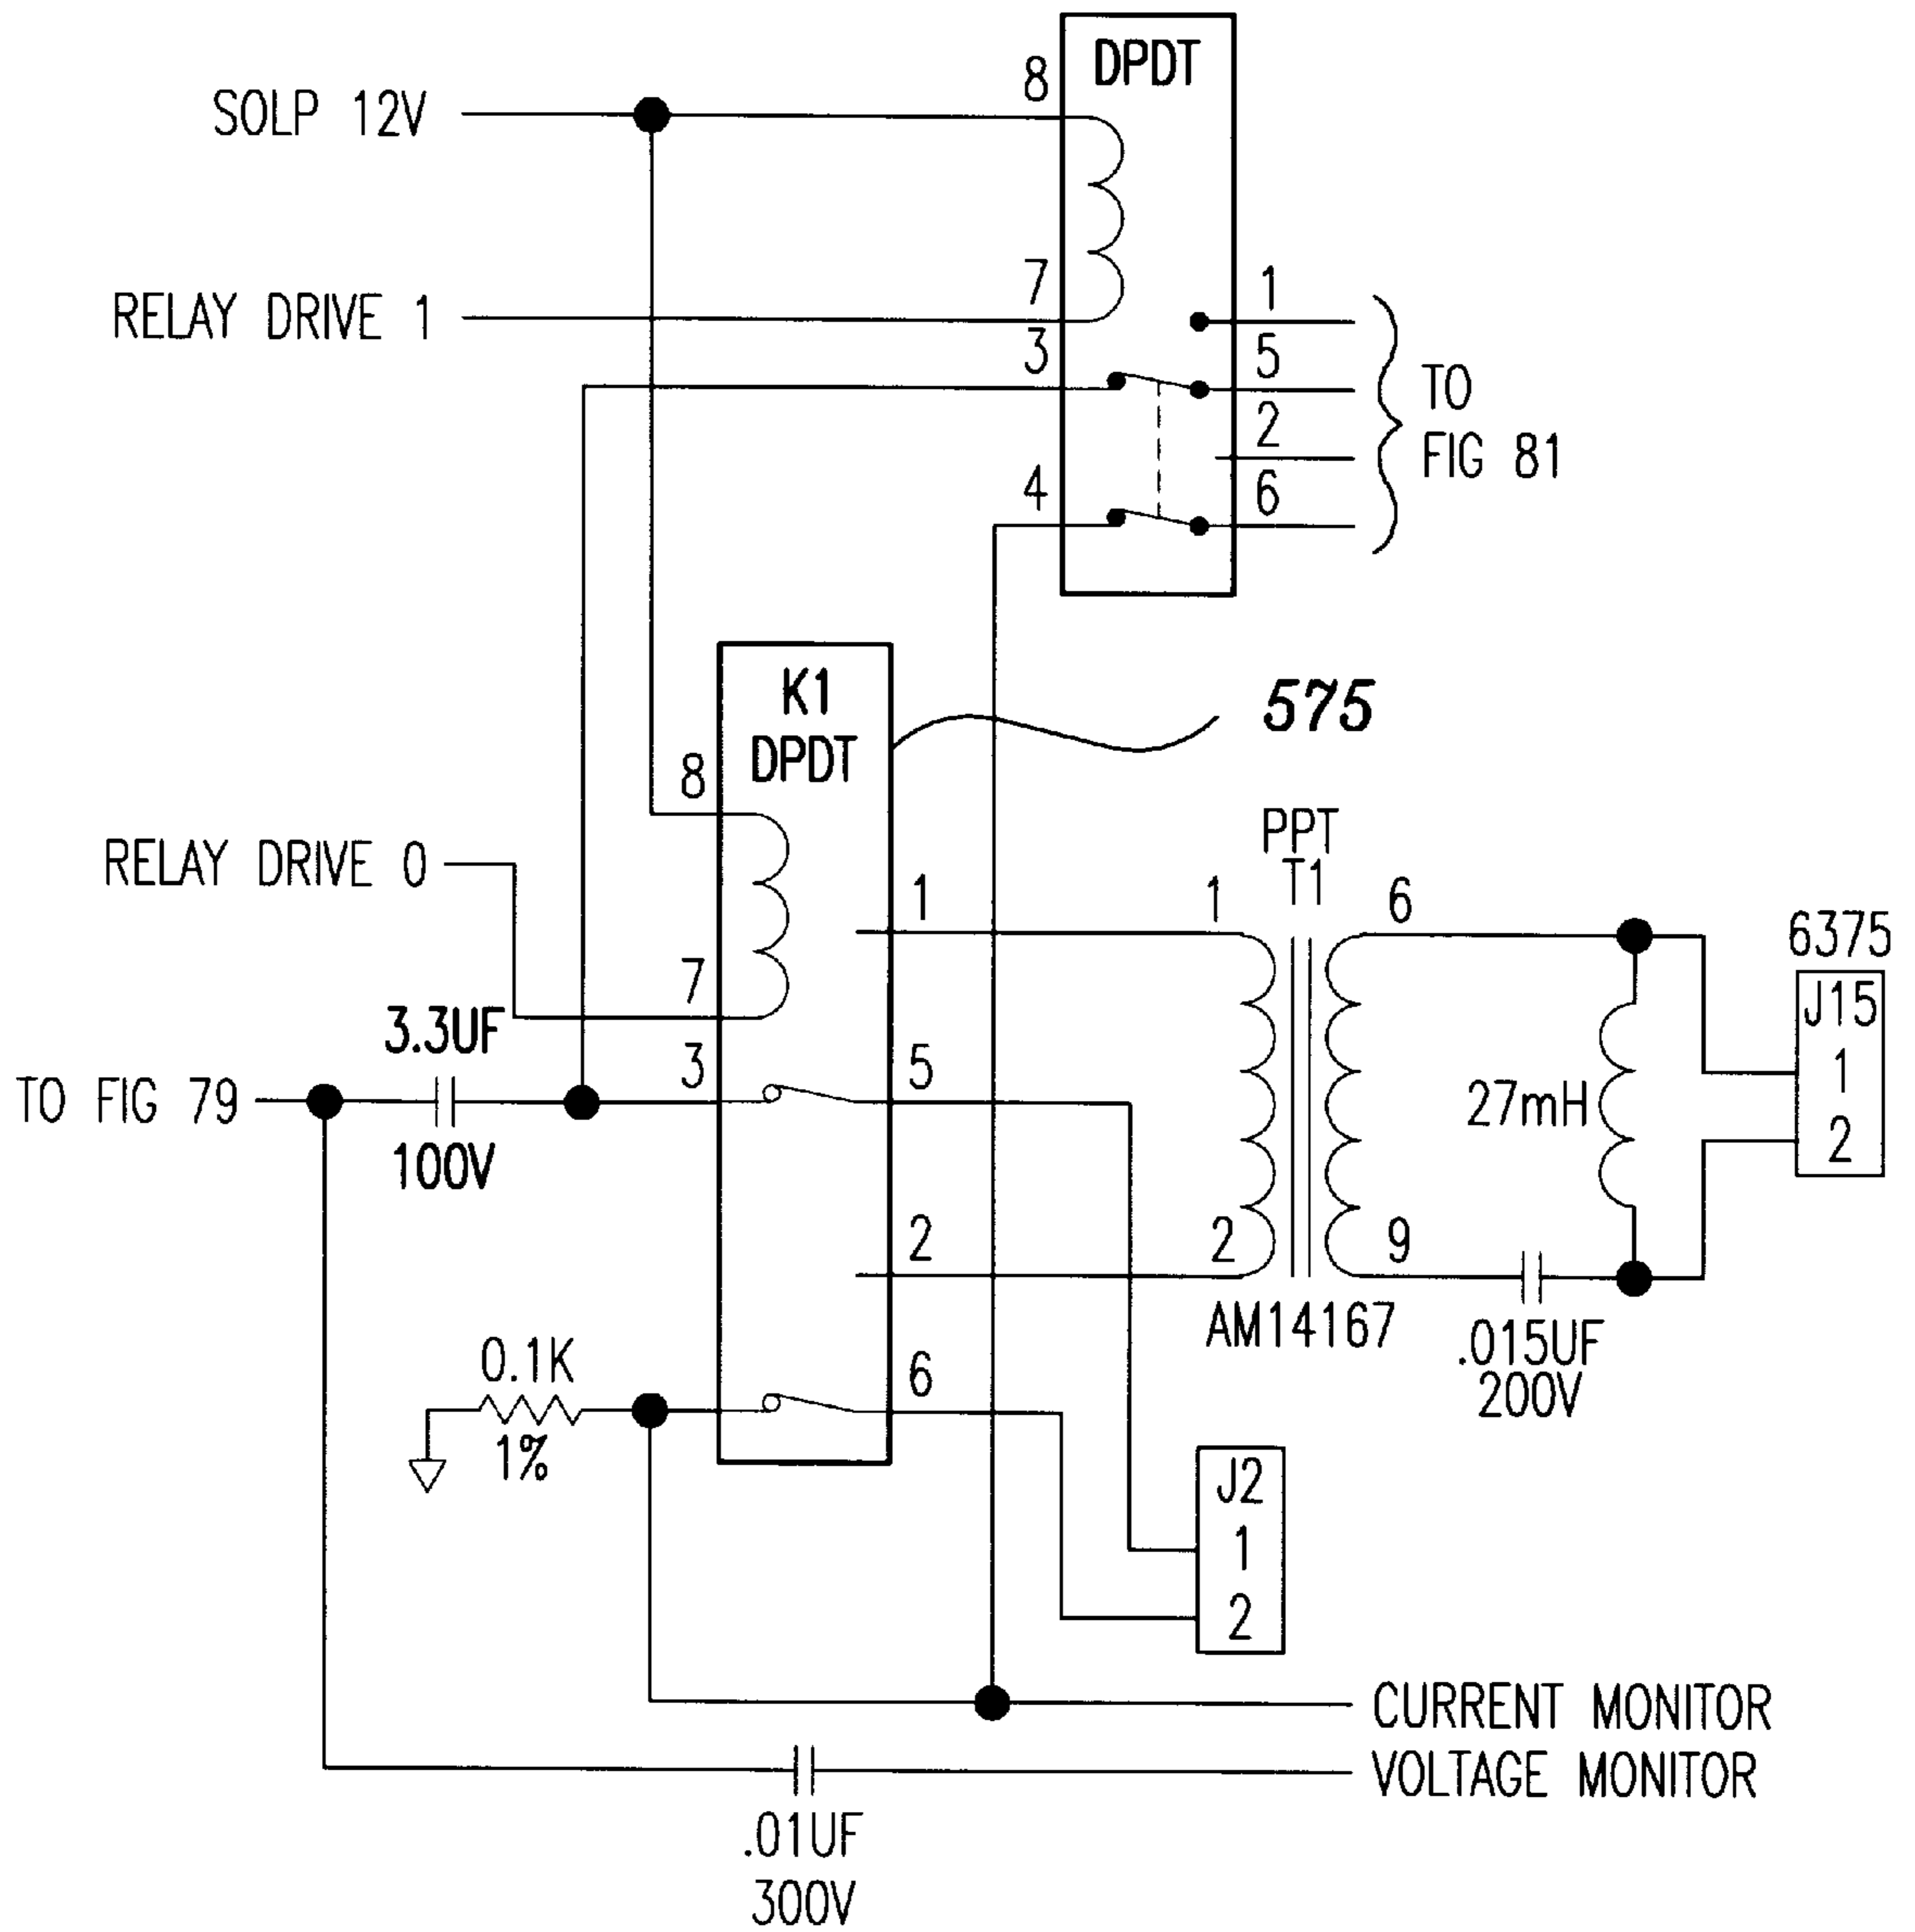 DPDT
8
SOLP 12V
7
1
RELAY DRIVE 1
3
5
TO
FIG 81
2
4
6
K1
DPDT
575
8
PPT
T1
RELAY DRIVE 0
1
1
6
6375
J15
1
2
7
3.3UF
3
5
27mH
TO FIG 79
100V
2
2
9
AM14167
.015UF
200V
0.1K
6
1%
J2
1
2
CURRENT MONITOR
VOLTAGE MONITOR
.01UF
300V